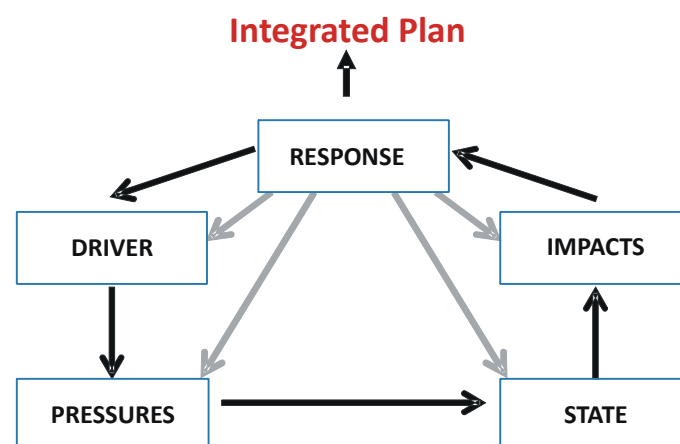 Integrated Plan
RESPONSE
DRIVER
IMPACTS
PRESSURES
STATE